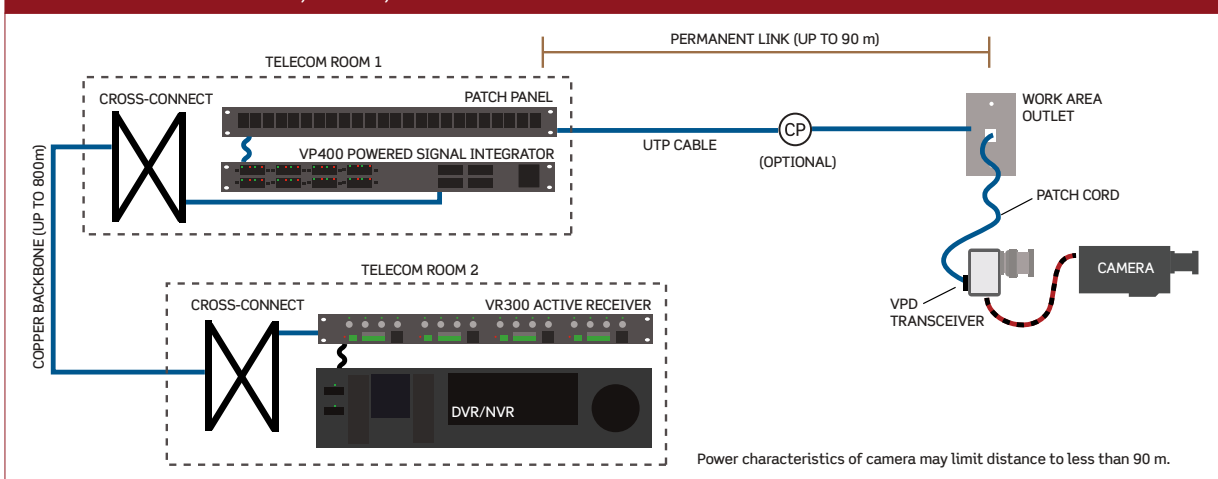 PERMANENT LINK (UP TO 90 m)
TELECOM ROOM 1
CROSS-CONNECT
PATCH PANEL
WORK AREA
OUTLET
CP
UTP CABLE
(OPTIONAL)
VP400 POWERED SIGNAL INTEGRATOR
PATCH CORD
COPPER BACKBONE (UP TO 800m)
TELECOM ROOM 2
CAMERA
CROSS-CONNECT
VR300 ACTIVE RECEIVER
VPD
TRANSCEIVER
DVR/NVR
Power characteristics of camera may limit distance to less than 90 m.